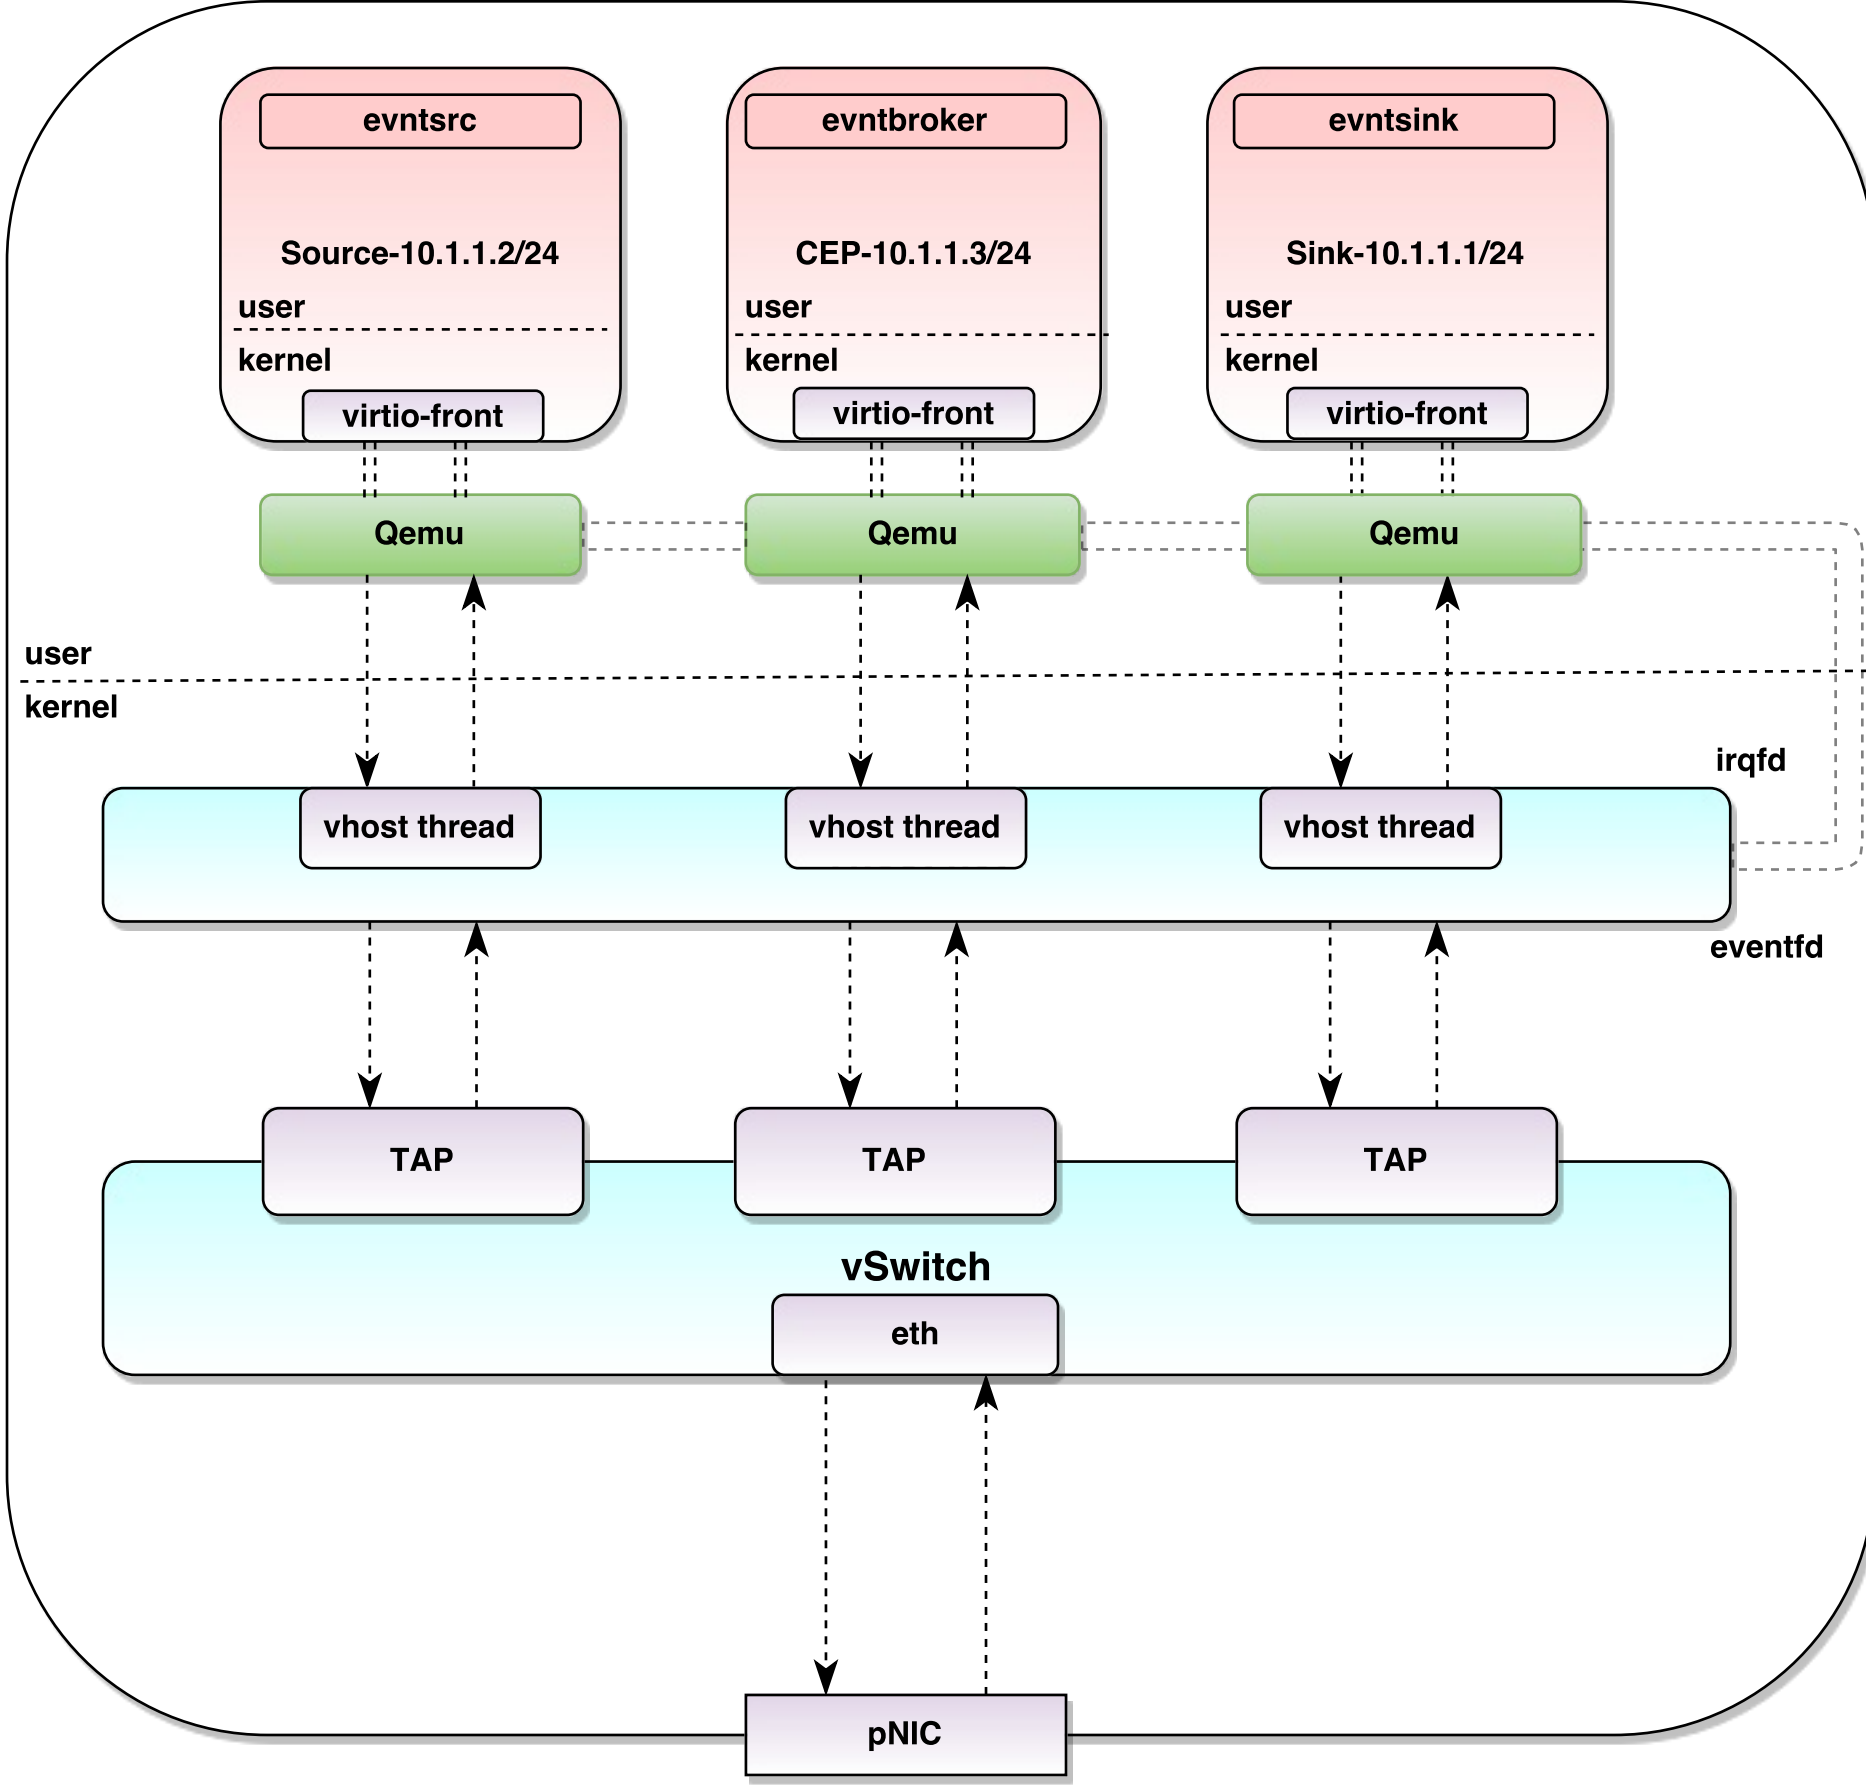 evntsrc
evntbroker
evntsink
Source-10.1.1.2/24
CEP-10.1.1.3/24
Sink-10.1.1.1/24
user
user
user
kernel
kernel
kernel
virtio-front
virtio-front
virtio-front
Qemu
Qemu
Qemu
user
kernel
irqfd
vhost thread
vhost thread
vhost thread
eventfd
TAP
TAP
TAP
vSwitch
eth
pNIC